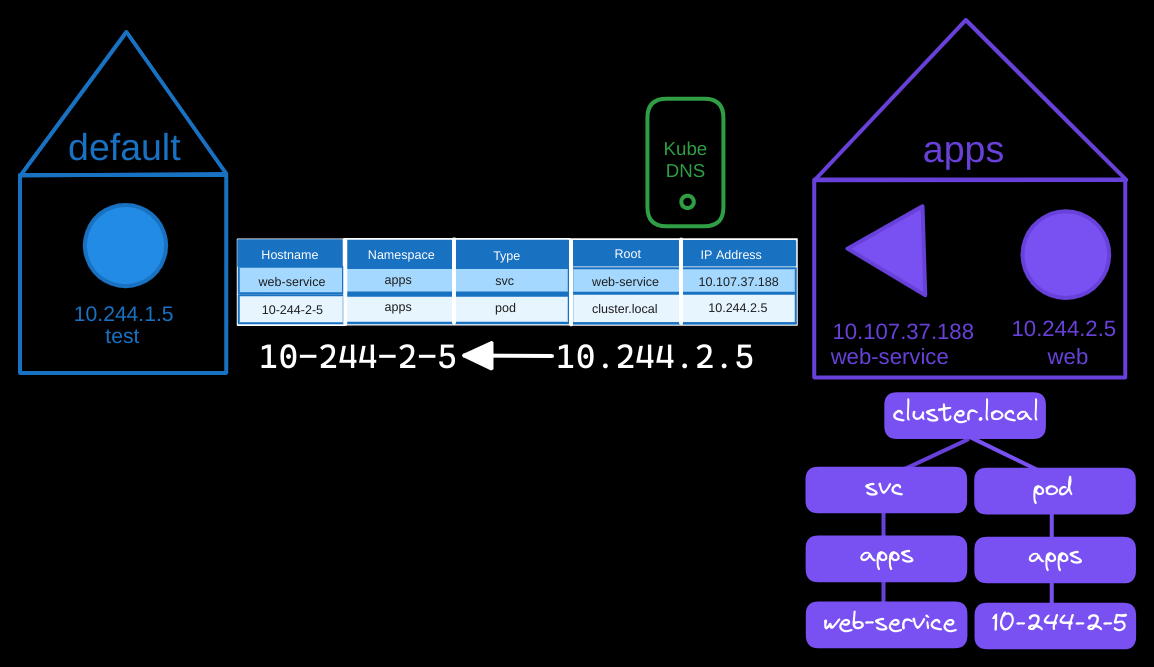 default
10.244.1.5
test
Kube
DNS
Hostname Namespace Type Root IP Address
web-service apps svc web-service 10.107.37.188
10-244-2-5 apps pod cluster.local 10.244.2.5
10-244-2-5 10.244.2.5
apps
10.107.37.188
web-service
10.244.2.5
web
cluster.local
svc pod
apps apps
web-service 10-244-2-5